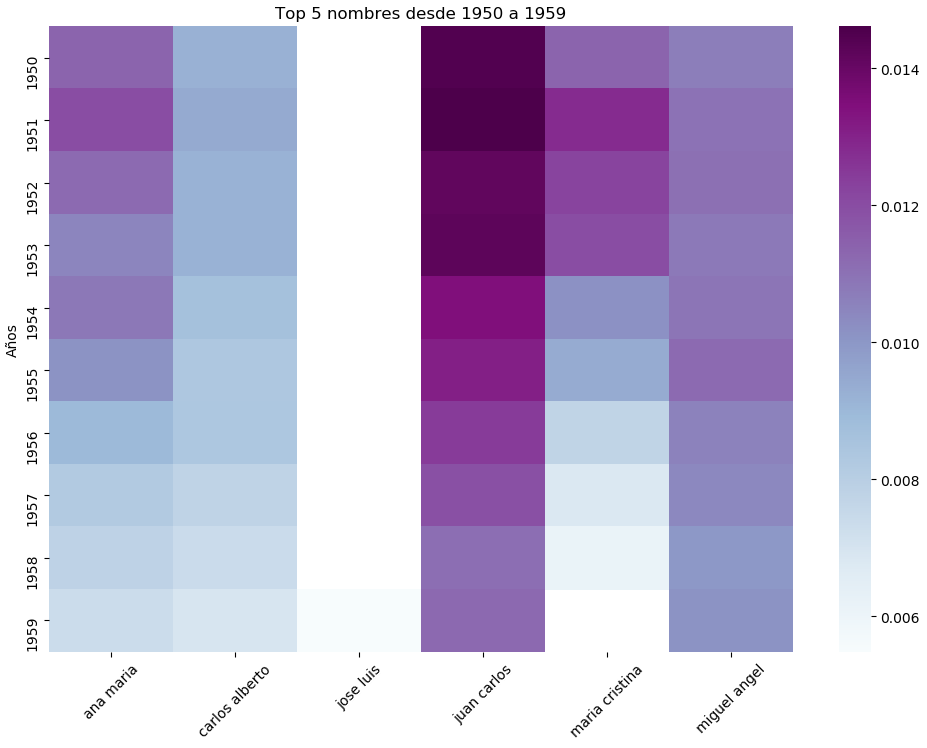 Top 5 nombres desde 1950 a 1959
Años
1950
1951
1952
1953
1954
1955
1956
1957
1958
1959
ana maria
carlos alberto
jose luis
juan carlos
maria cristina
miguel angel
0.014
0.012
0.010
0.008
0.006